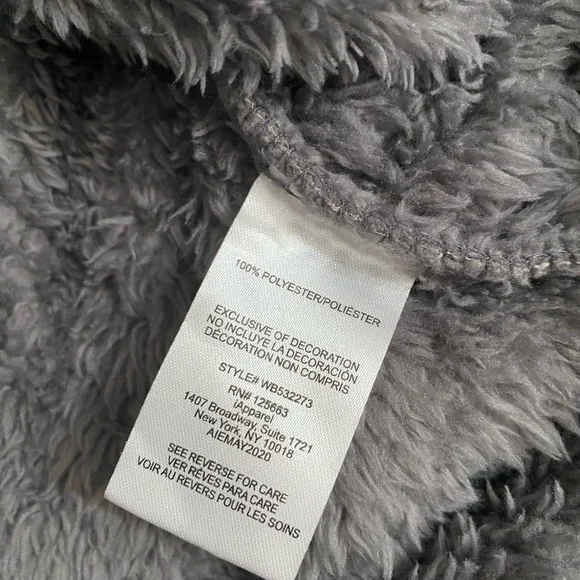 100% POLYESTER/POLIÉSTER
EXCLUSIVE OF DECORATION
NO INCLUYE LA DECORACIÓN
DÉCORATION NON COMPRIS
STYLE# WB532273
RN# 125663
iApparel
1407 Broadway, Suite 1721
New York, NY 10018
AIEMAY2020
SEE REVERSE FOR CARE
VER RÉVES PARA CARE
VOIR AU REVERS POUR LES SOINS